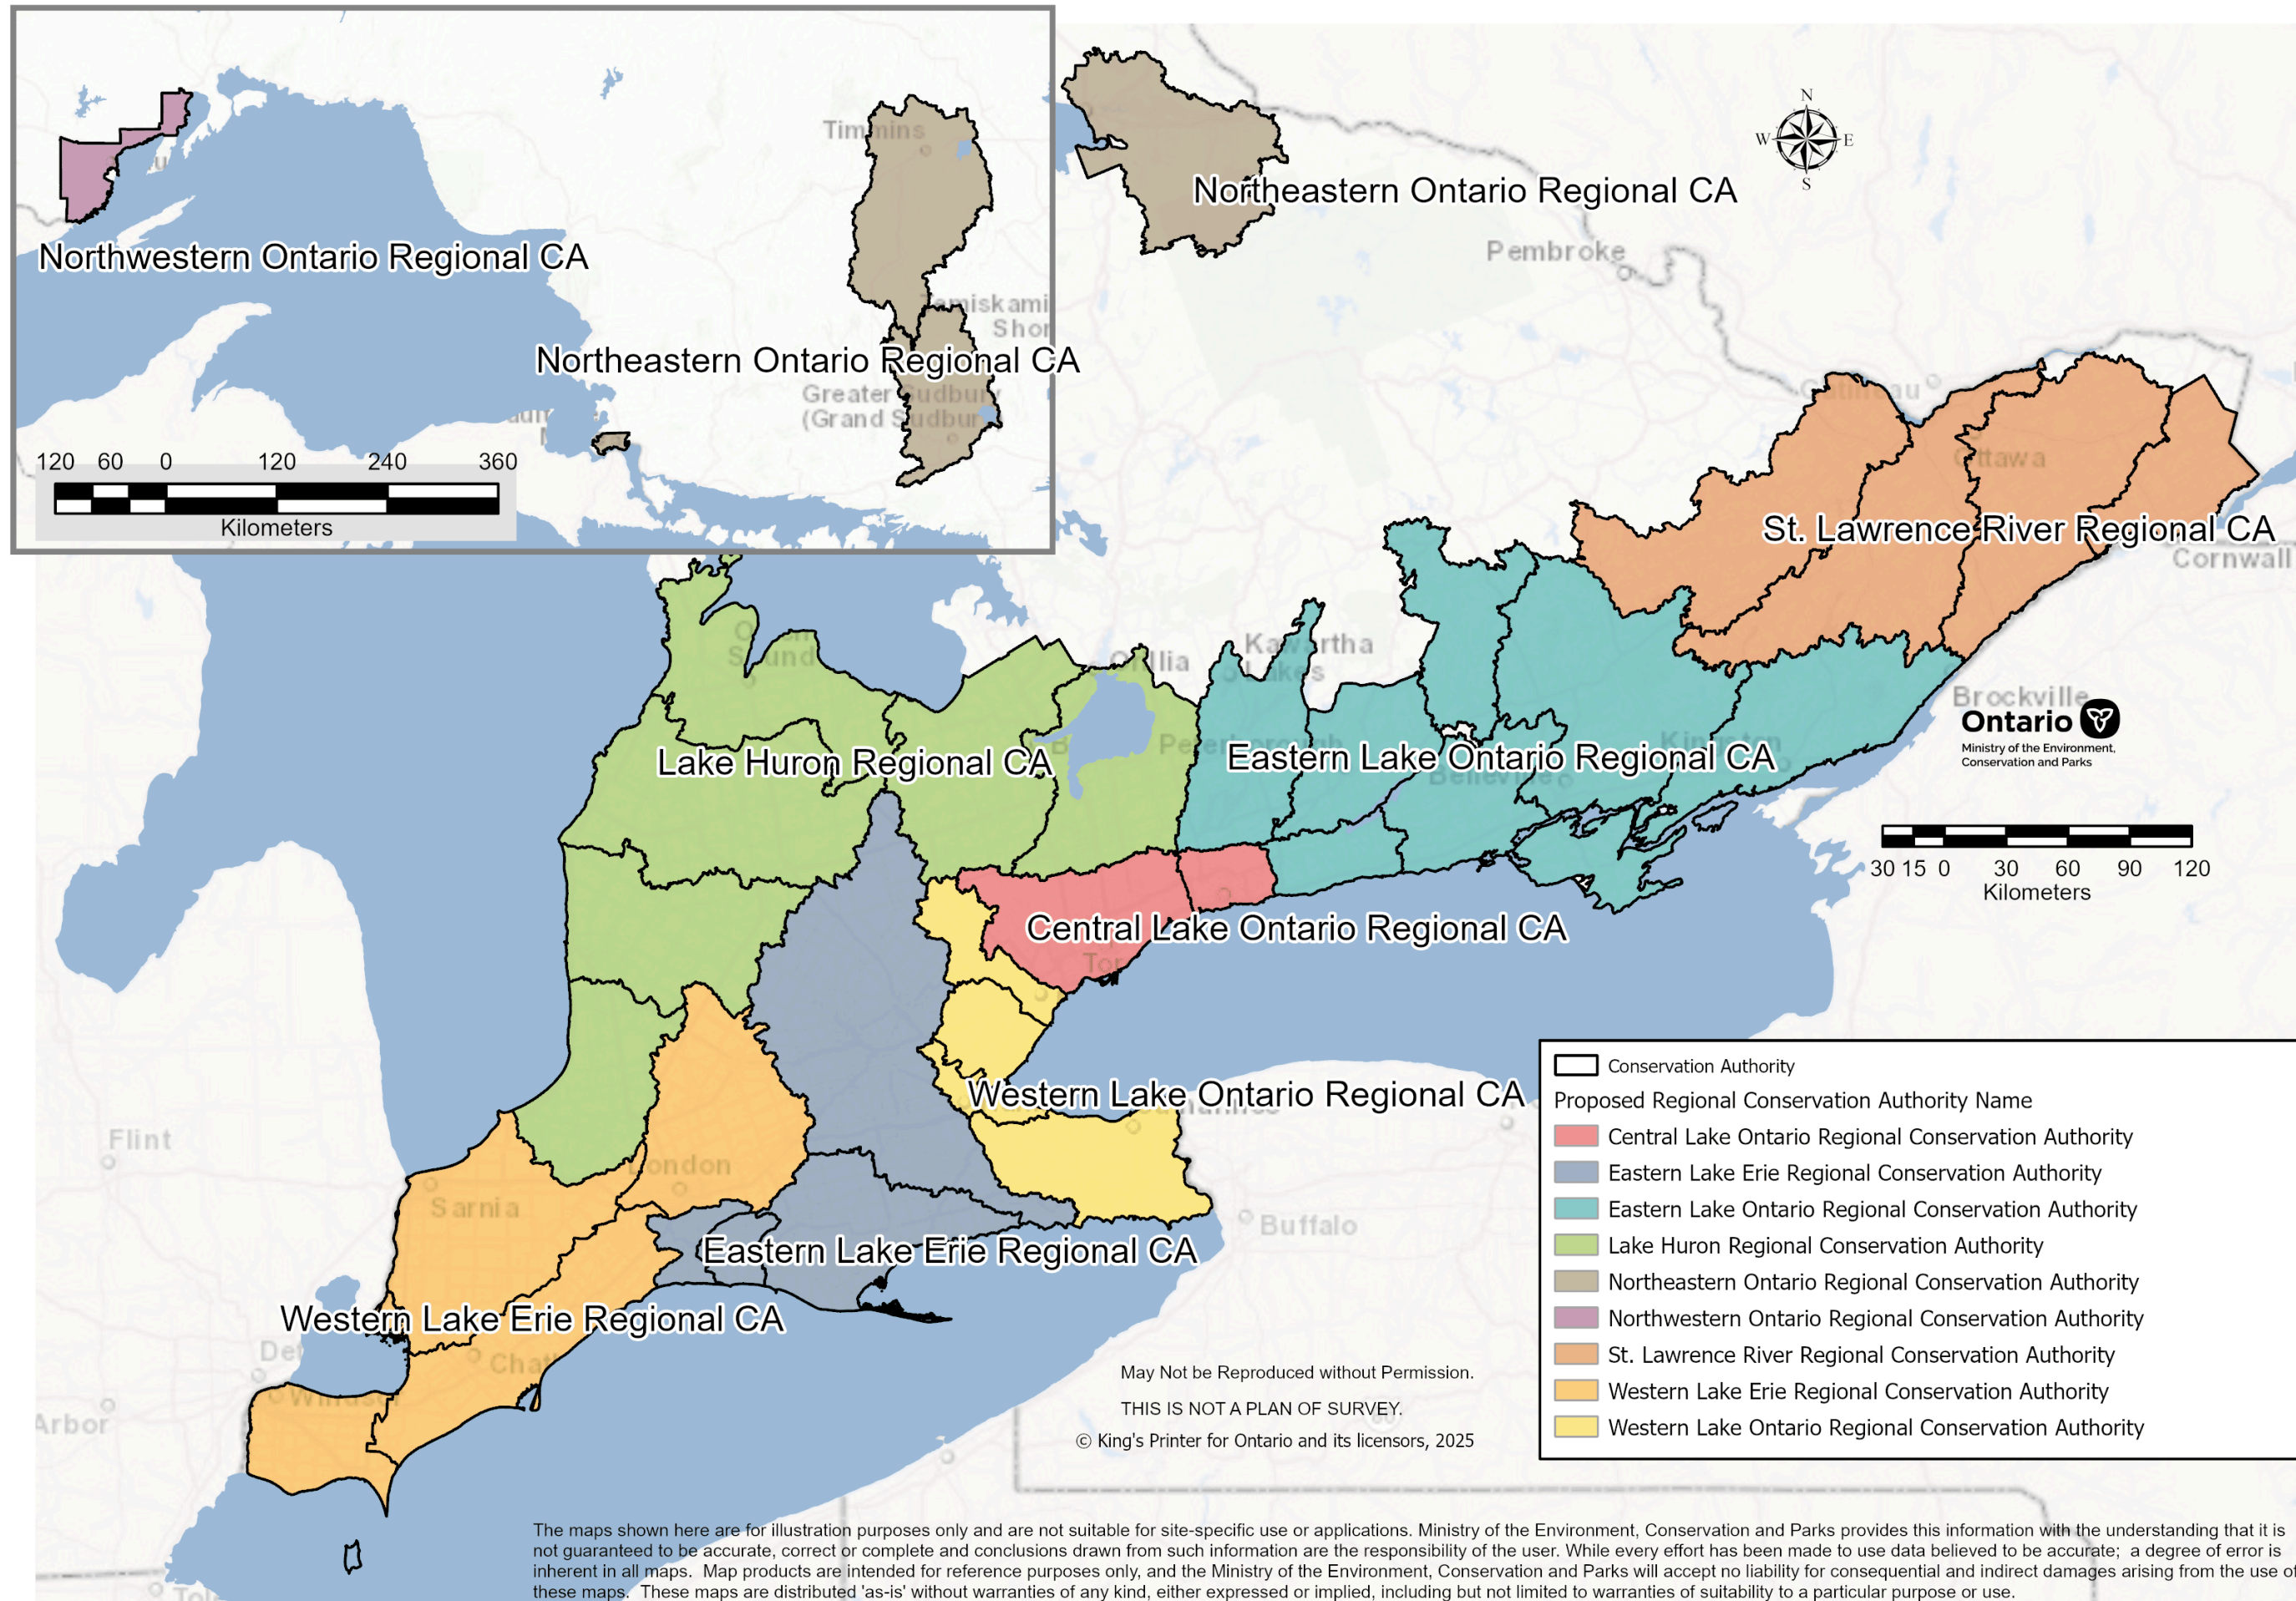 Timmins
Northwestern Ontario Regional CA
Temiskami
Shor
Northeastern Ontario Regional CA
Greater Sudbury
(Grand Sudbur
120 60 0 120 240 360
Kilometers
N
W E
S
Northeastern Ontario Regional CA
Pembroke
Gatineau
Ottawa
St. Lawrence River Regional CA
Cornwall
Owen
Sound
Orillia
Kawartha
Lakes
Brockville
Ontario
Ministry of the Environment,
Conservation and Parks
Lake Huron Regional CA
Peterborough
Kingston
Eastern Lake Ontario Regional CA
Belleville
30 15 0 30 60 90 120
Kilometers
Central Lake Ontario Regional CA
Tor
Western Lake Ontario Regional CA
Flint
London
Sarnia
Buffalo
Eastern Lake Erie Regional CA
Western Lake Erie Regional CA
Det
Chat
Windsor
Arbor
Tol
Conservation Authority
Proposed Regional Conservation Authority Name
Central Lake Ontario Regional Conservation Authority
Eastern Lake Erie Regional Conservation Authority
Eastern Lake Ontario Regional Conservation Authority
Lake Huron Regional Conservation Authority
Northeastern Ontario Regional Conservation Authority
Northwestern Ontario Regional Conservation Authority
St. Lawrence River Regional Conservation Authority
Western Lake Erie Regional Conservation Authority
Western Lake Ontario Regional Conservation Authority
May Not be Reproduced without Permission.
THIS IS NOT A PLAN OF SURVEY.
© King's Printer for Ontario and its licensors, 2025
The maps shown here are for illustration purposes only and are not suitable for site-specific use or applications. Ministry of the Environment, Conservation and Parks provides this information with the understanding that it is
not guaranteed to be accurate, correct or complete and conclusions drawn from such information are the responsibility of the user. While every effort has been made to use data believed to be accurate; a degree of error is
inherent in all maps. Map products are intended for reference purposes only, and the Ministry of the Environment, Conservation and Parks will accept no liability for consequential and indirect damages arising from the use of
these maps. These maps are distributed 'as-is' without warranties of any kind, either expressed or implied, including but not limited to warranties of suitability to a particular purpose or use.